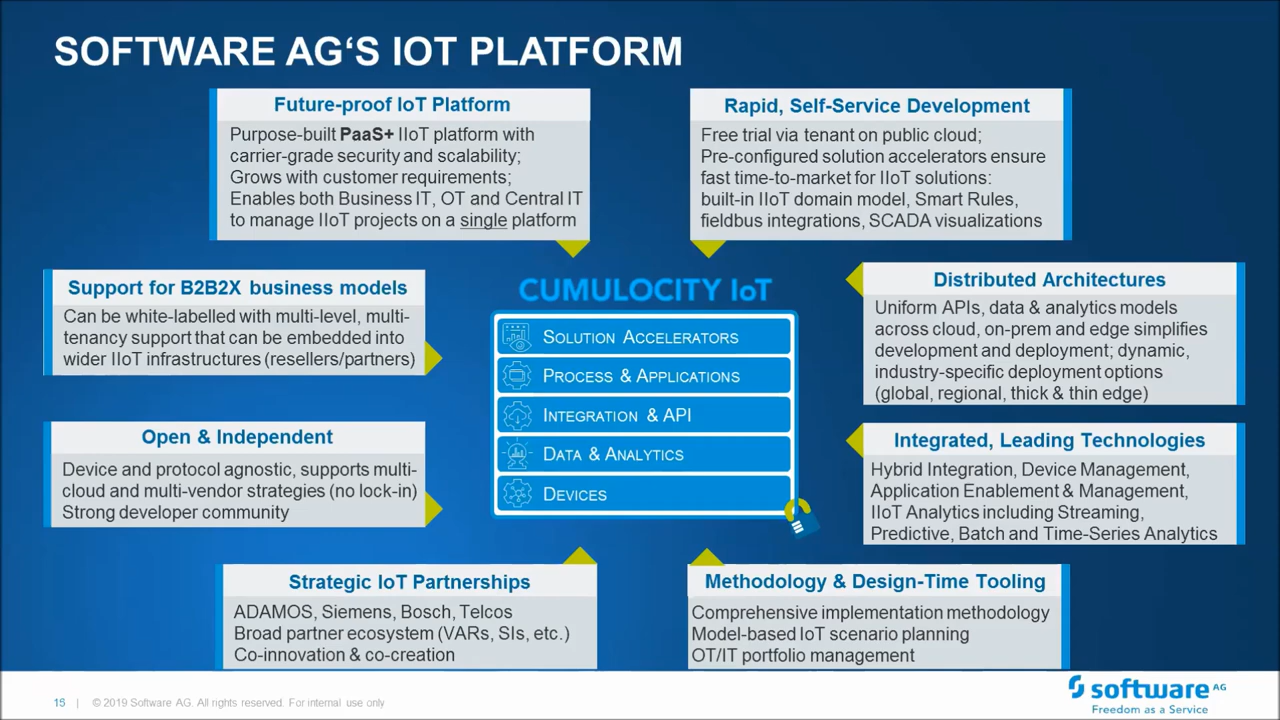 SOFTWARE AG‘S IOT PLATFORM
Future-proof IoT Platform
Purpose-built PaaS+ IIoT platform with
carrier-grade security and scalability;
Grows with customer requirements;
Enables both Business IT, OT and Central IT
to manage IIoT projects on a single platform
Rapid, Self-Service Development
Free trial via tenant on public cloud;
Pre-configured solution accelerators ensure
fast time-to-market for IIoT solutions:
built-in IIoT domain model, Smart Rules,
fieldbus integrations, SCADA visualizations
Support for B2B2X business models
Can be white-labelled with multi-level, multi-
tenancy support that can be embedded into
wider IIoT infrastructures (resellers/partners)
CUMULOCITY IoT
SOLUTION ACCELERATORS
PROCESS & APPLICATIONS
INTEGRATION & API
DATA & ANALYTICS
DEVICES
Distributed Architectures
Uniform APIs, data & analytics models
across cloud, on-prem and edge simplifies
development and deployment; dynamic,
industry-specific deployment options
(global, regional, thick & thin edge)
Open & Independent
Device and protocol agnostic, supports multi-
cloud and multi-vendor strategies (no lock-in)
Strong developer community
Integrated, Leading Technologies
Hybrid Integration, Device Management,
Application Enablement & Management,
IIoT Analytics including Streaming,
Predictive, Batch and Time-Series Analytics
Strategic IoT Partnerships
ADAMOS, Siemens, Bosch, Telcos
Broad partner ecosystem (VARs, SIs, etc.)
Co-innovation & co-creation
Methodology & Design-Time Tooling
Comprehensive implementation methodology
Model-based IoT scenario planning
OT/IT portfolio management
15 | © 2019 Software AG. All rights reserved. For internal use only
software AG
Freedom as a Service